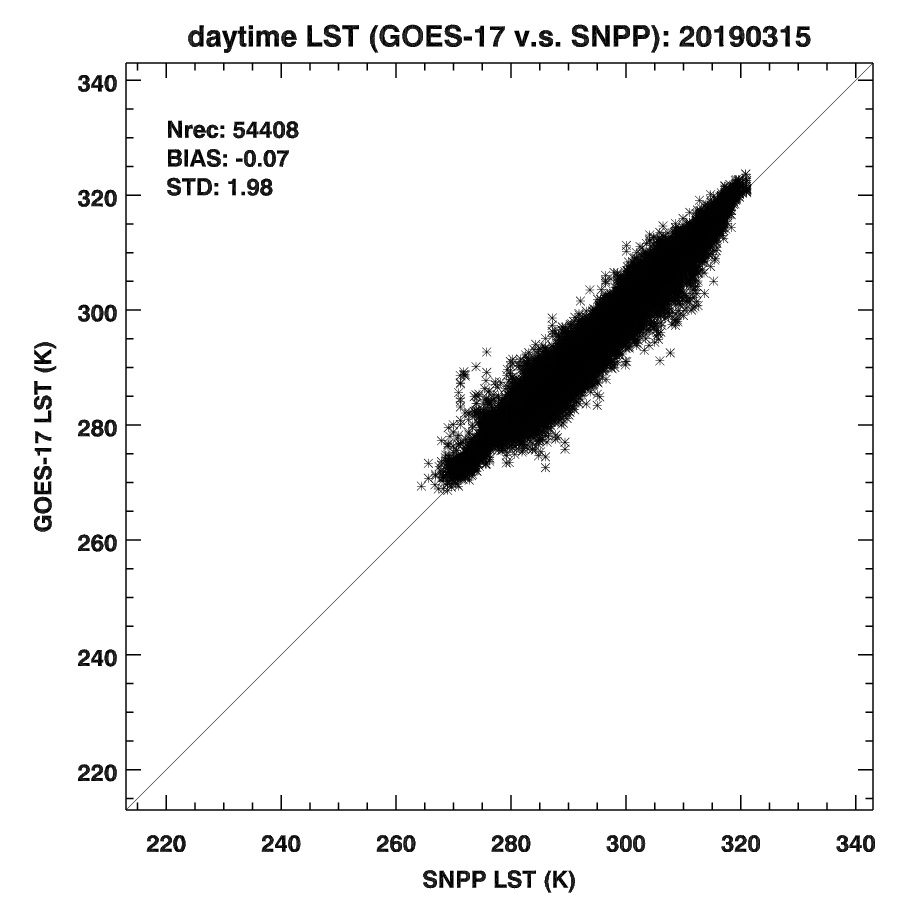 daytime LST (GOES-17 v.s. SNPP): 20190315
Nrec: 54408
BIAS: -0.07
STD: 1.98
340
320
300
280
260
240
220
GOES-17 LST (K)
220 240 260 280 300 320 340
SNPP LST (K)